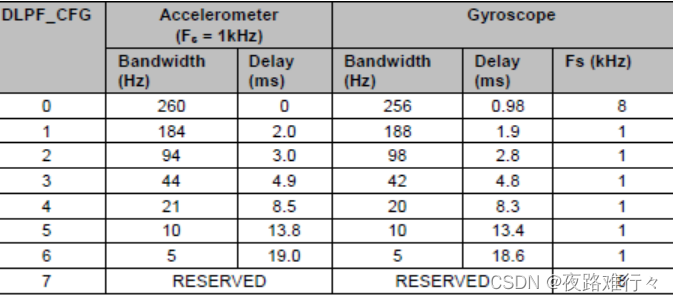 DLPF_CFG Accelerometer Gyroscope
(Fs = 1kHz)
Bandwidth Delay Bandwidth Delay Fs (kHz)
(Hz) (ms) (Hz) (ms)
0 260 0 256 0.98 8
1 184 2.0 188 1.9 1
2 94 3.0 98 2.8 1
3 44 4.9 42 4.8 1
4 21 8.5 20 8.3 1
5 10 13.8 10 13.4 1
6 5 19.0 5 18.6 1
7 RESERVED RESERVED
CSDN @夜路难行々